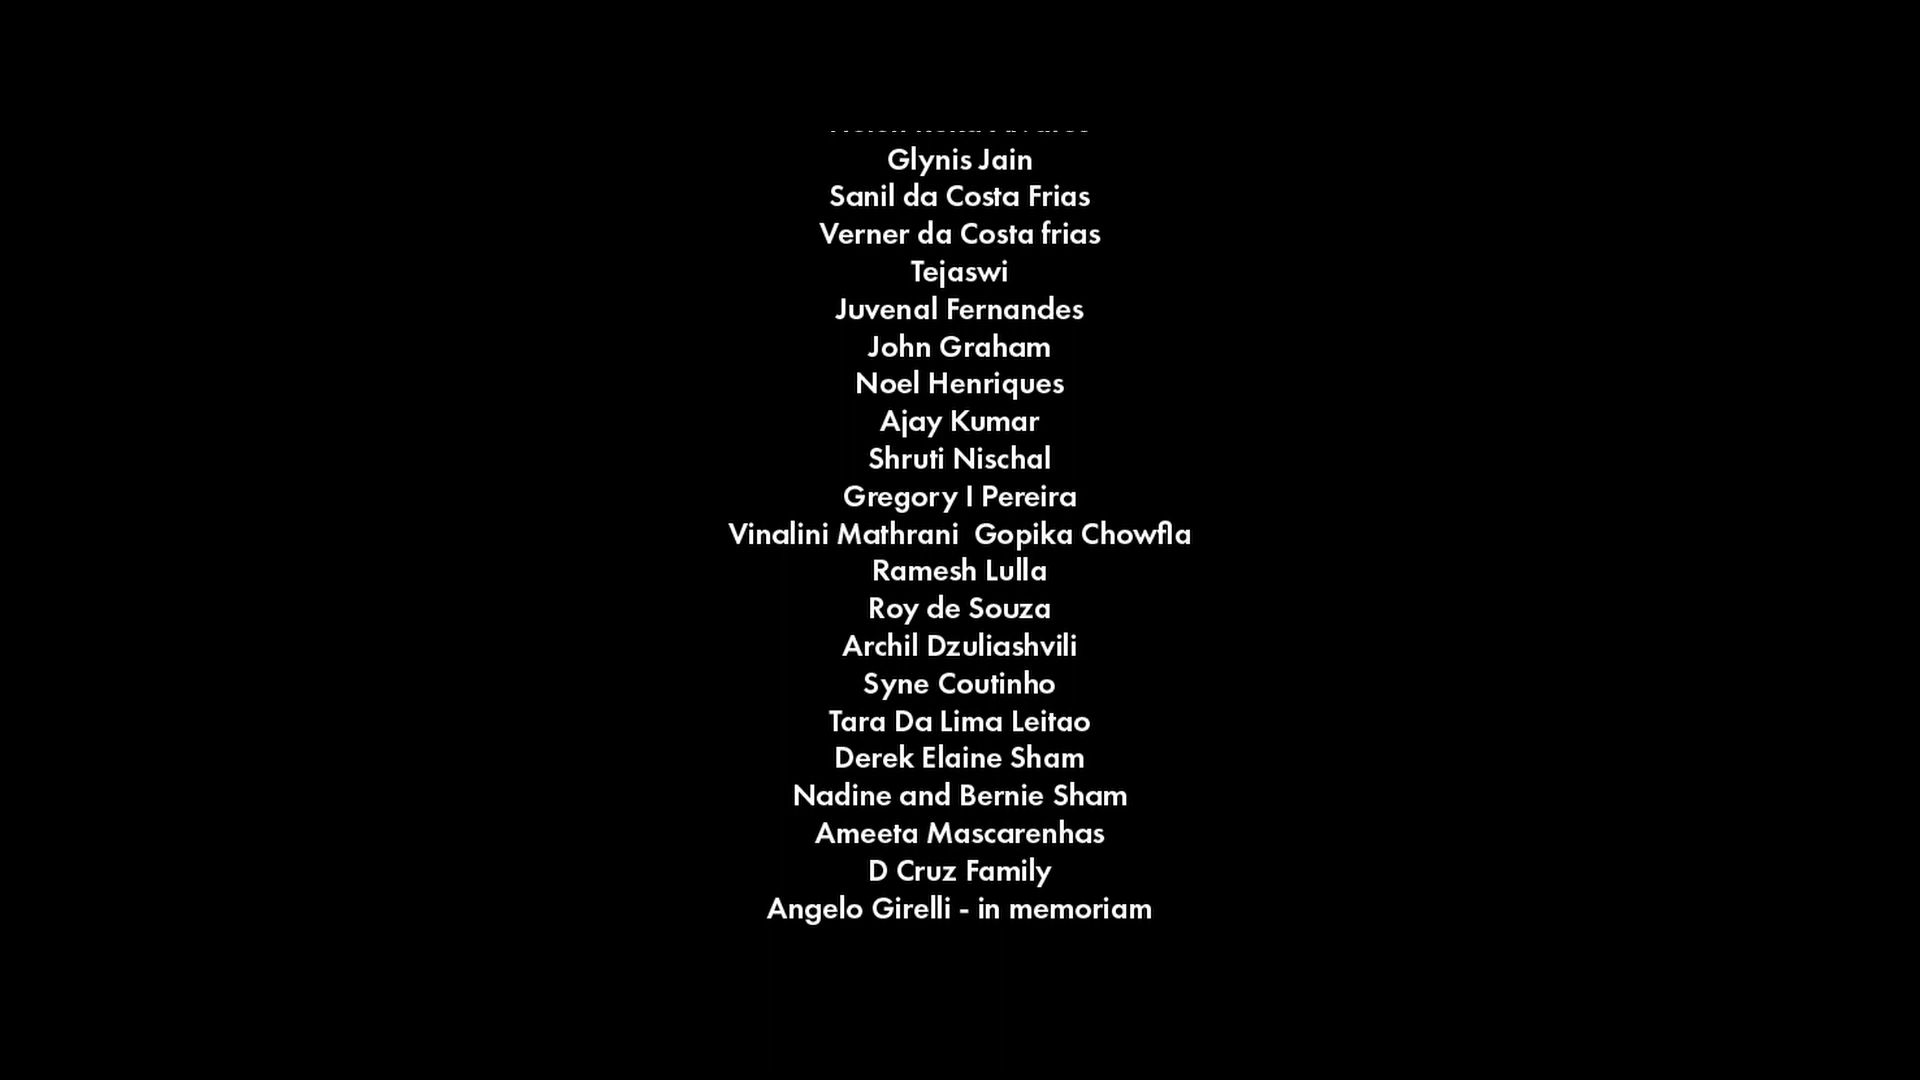 Glynis Jain
Sanil da Costa Frias
Verner da Costa frias
Tejaswi
Juvenal Fernandes
John Graham
Noel Henriques
Ajay Kumar
Shruti Nischal
Gregory I Pereira
Vinalini Mathrani  Gopika Chowfla
Ramesh Lulla
Roy de Souza
Archil Dzuliashvili
Syne Coutinho
Tara Da Lima Leitao
Derek Elaine Sham
Nadine and Bernie Sham
Ameeta Mascarenhas
D Cruz Family
Angelo Girelli - in memoriam